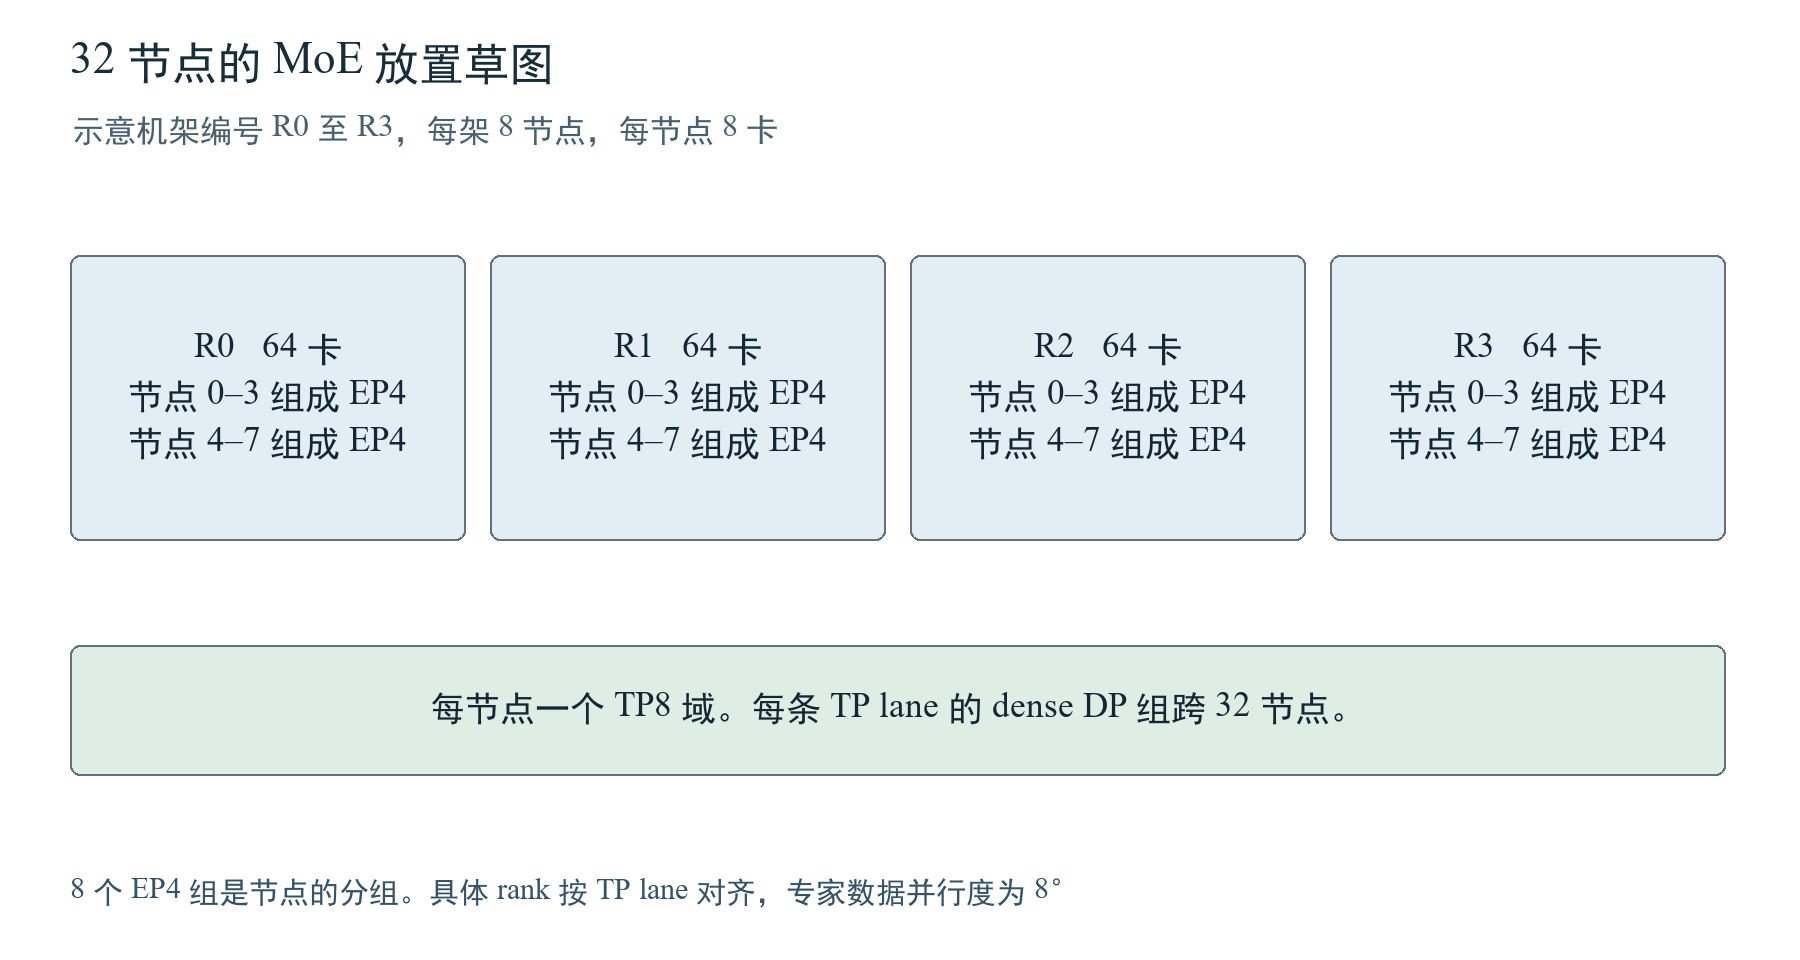 32 节点的 MoE 放置草图
示意机架编号 R0 至 R3，每架 8 节点，每节点 8 卡
R0 64 卡
节点 0–3 组成 EP4
节点 4–7 组成 EP4
R1 64 卡
节点 0–3 组成 EP4
节点 4–7 组成 EP4
R2 64 卡
节点 0–3 组成 EP4
节点 4–7 组成 EP4
R3 64 卡
节点 0–3 组成 EP4
节点 4–7 组成 EP4
每节点一个 TP8 域。每条 TP lane 的 dense DP 组跨 32 节点。
8 个 EP4 组是节点的分组。具体 rank 按 TP lane 对齐，专家数据并行度为 8°